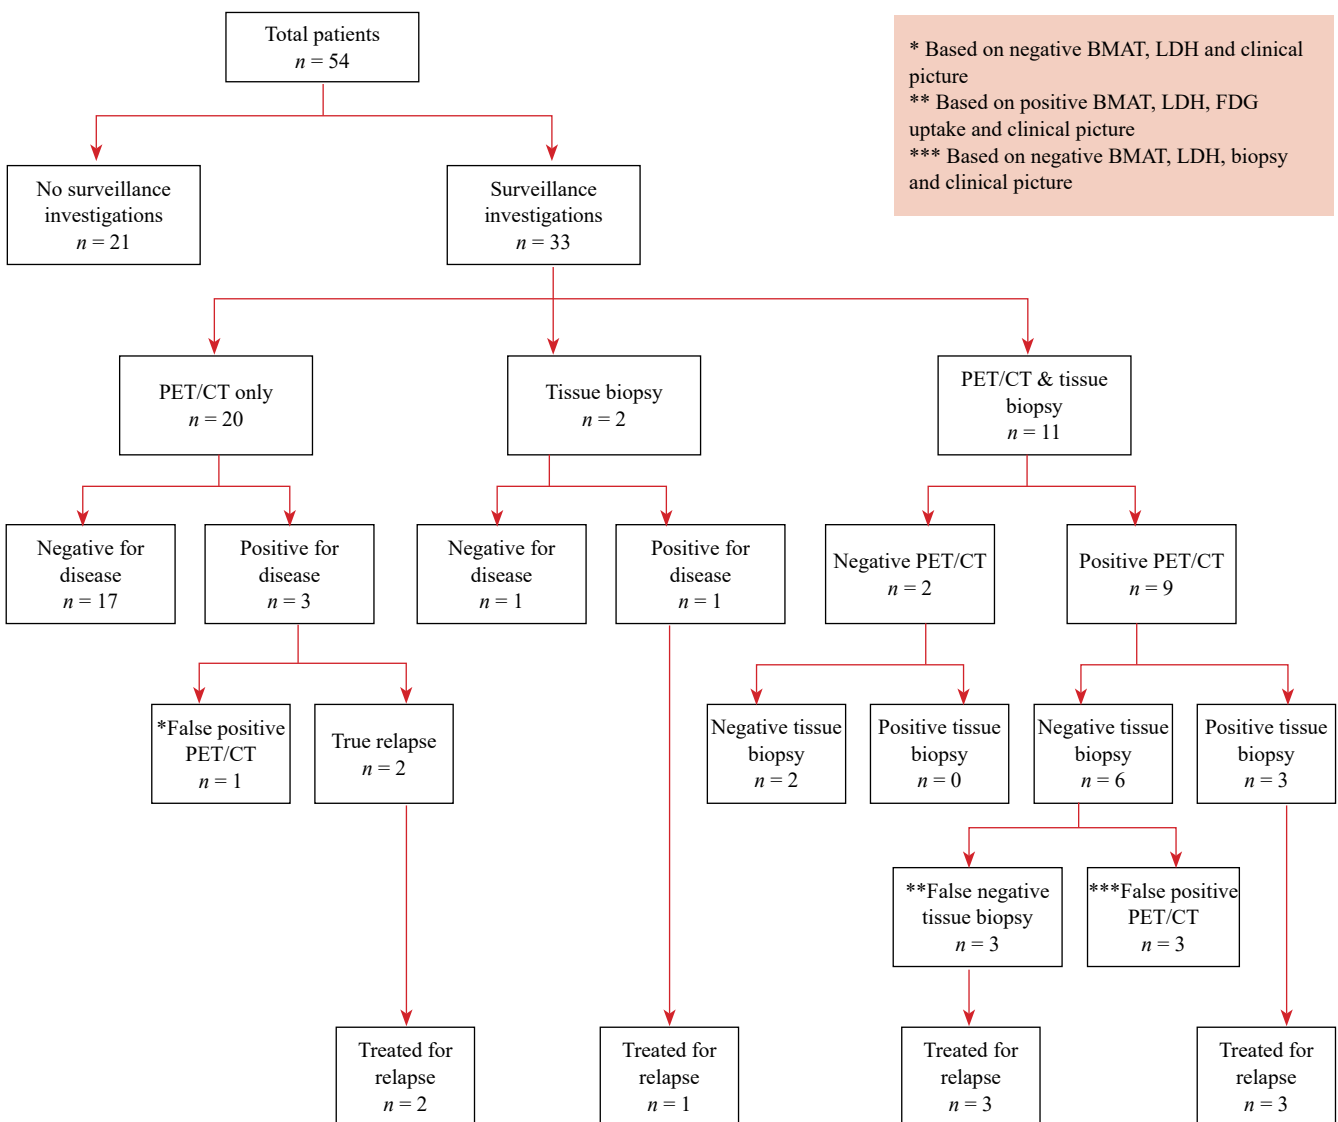 Total patients
n = 54
* Based on negative BMAT, LDH and clinical
picture
** Based on positive BMAT, LDH, FDG
uptake and clinical picture
*** Based on negative BMAT, LDH, biopsy
and clinical picture
No surveillance
investigations
n = 21
Surveillance
investigations
n = 33
PET/CT only
n = 20
Tissue biopsy
n = 2
PET/CT & tissue
biopsy
n = 11
Negative for
disease
n = 17
Positive for
disease
n = 3
Negative for
disease
n = 1
Positive for
disease
n = 1
Negative PET/CT
n = 2
Positive PET/CT
n = 9
*False positive
PET/CT
n = 1
True relapse
n = 2
Negative tissue
biopsy
n = 2
Positive tissue
biopsy
n = 0
Negative tissue
biopsy
n = 6
Positive tissue
biopsy
n = 3
**False negative
tissue biopsy
n = 3
***False positive
PET/CT
n = 3
Treated for
relapse
n = 2
Treated for
relapse
n = 1
Treated for
relapse
n = 3
Treated for
relapse
n = 3